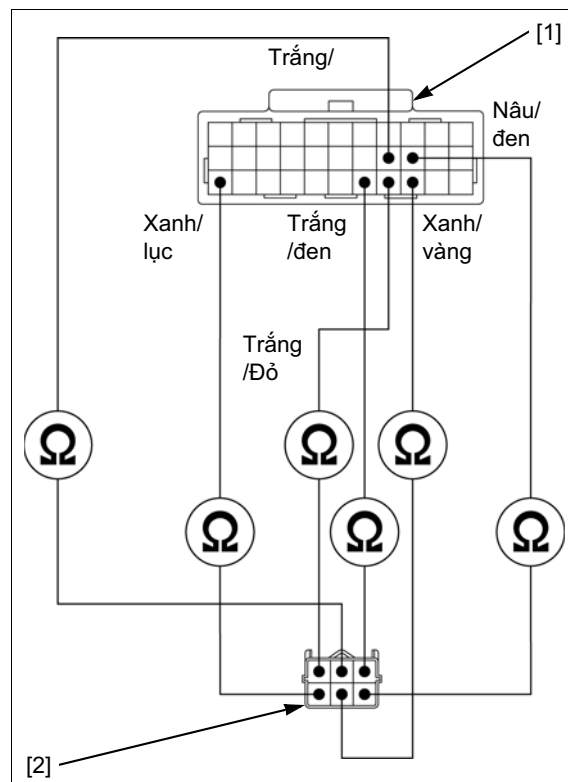 [1]
Trắng/
Nâu/
đen
Xanh/
lục
Trắng
/đen
Xanh/
vàng
Trắng
/Đỏ
Ω
Ω
Ω
Ω
Ω
Ω
[2]